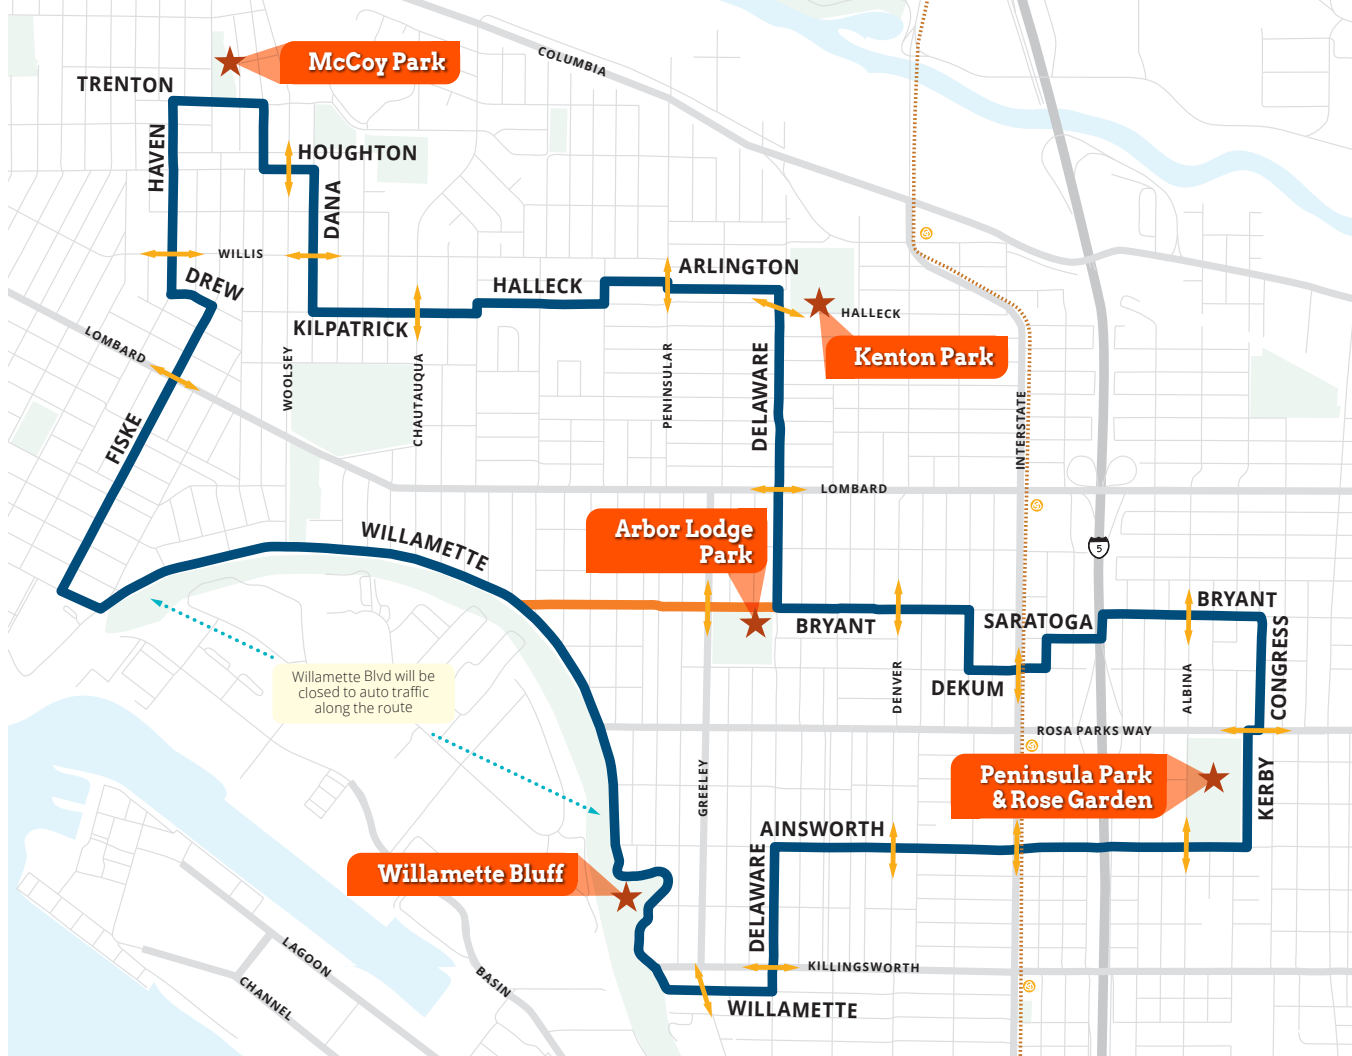 McCoy Park
COLUMBIA
TRENTON
HAVEN
HOUGHTON
DANA
WILLIS
DREW
ARLINGTON
HALLECK
KILPATRICK
HALLECK
LOMBARD
Kenton Park
WOOLSEY
CHAUTAUQUA
PENINSULAR
DELAWARE
INTERSTATE
FISKE
LOMBARD
WILLAMETTE
Arbor Lodge
Park
5
BRYANT
BRYANT
SARATOGA
CONGRESS
DEKUM
DENVER
ALBINA
Willamette Blvd will be
closed to auto traffic
along the route
ROSA PARKS WAY
GREELEY
Peninsula Park
& Rose Garden
KERBY
AINSWORTH
Willamette Bluff
DELAWARE
LAGOON
CHANNEL
BASIN
KILLINGSWORTH
WILLAMETTE